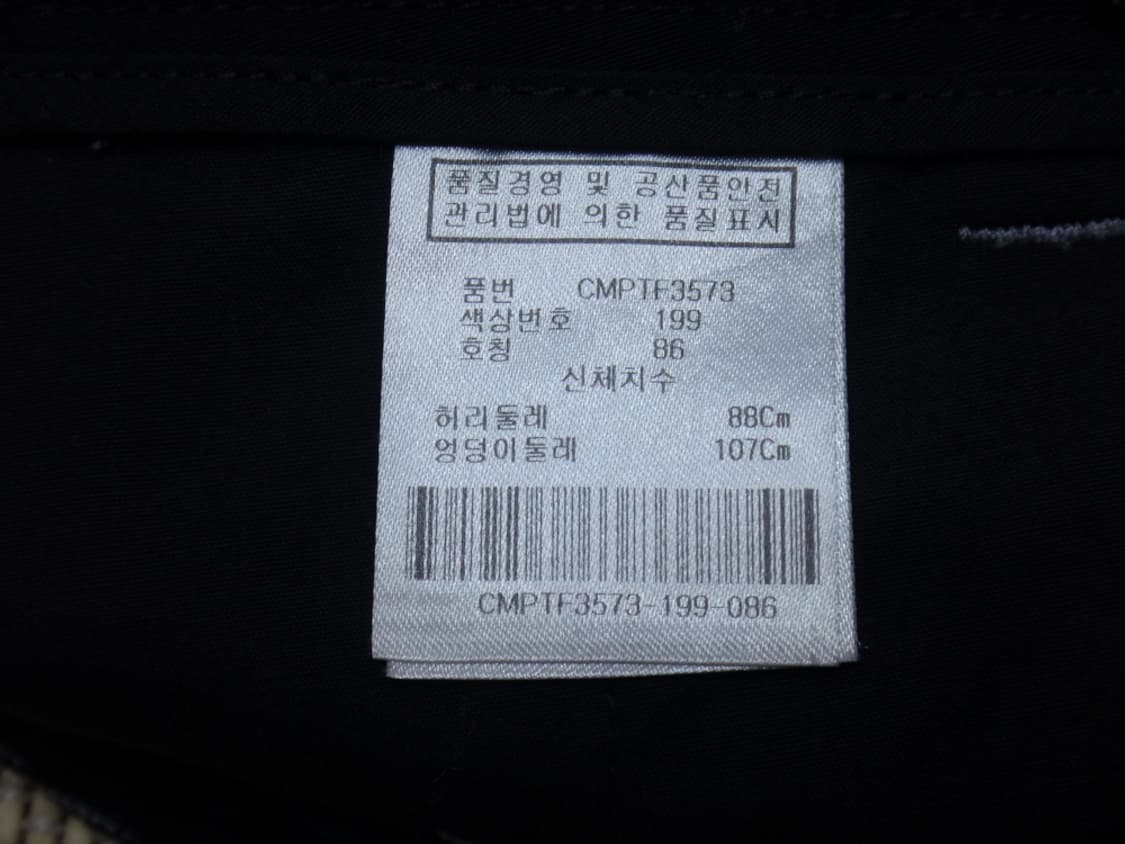 품질경영 및 공산품안전
관리법에 의한 품질표시
품번 CMPTF3573
색상번호 199
호칭 86
신체치수
허리둘레 88Cm
엉덩이둘레 107Cm
CMPTF3573-199-086